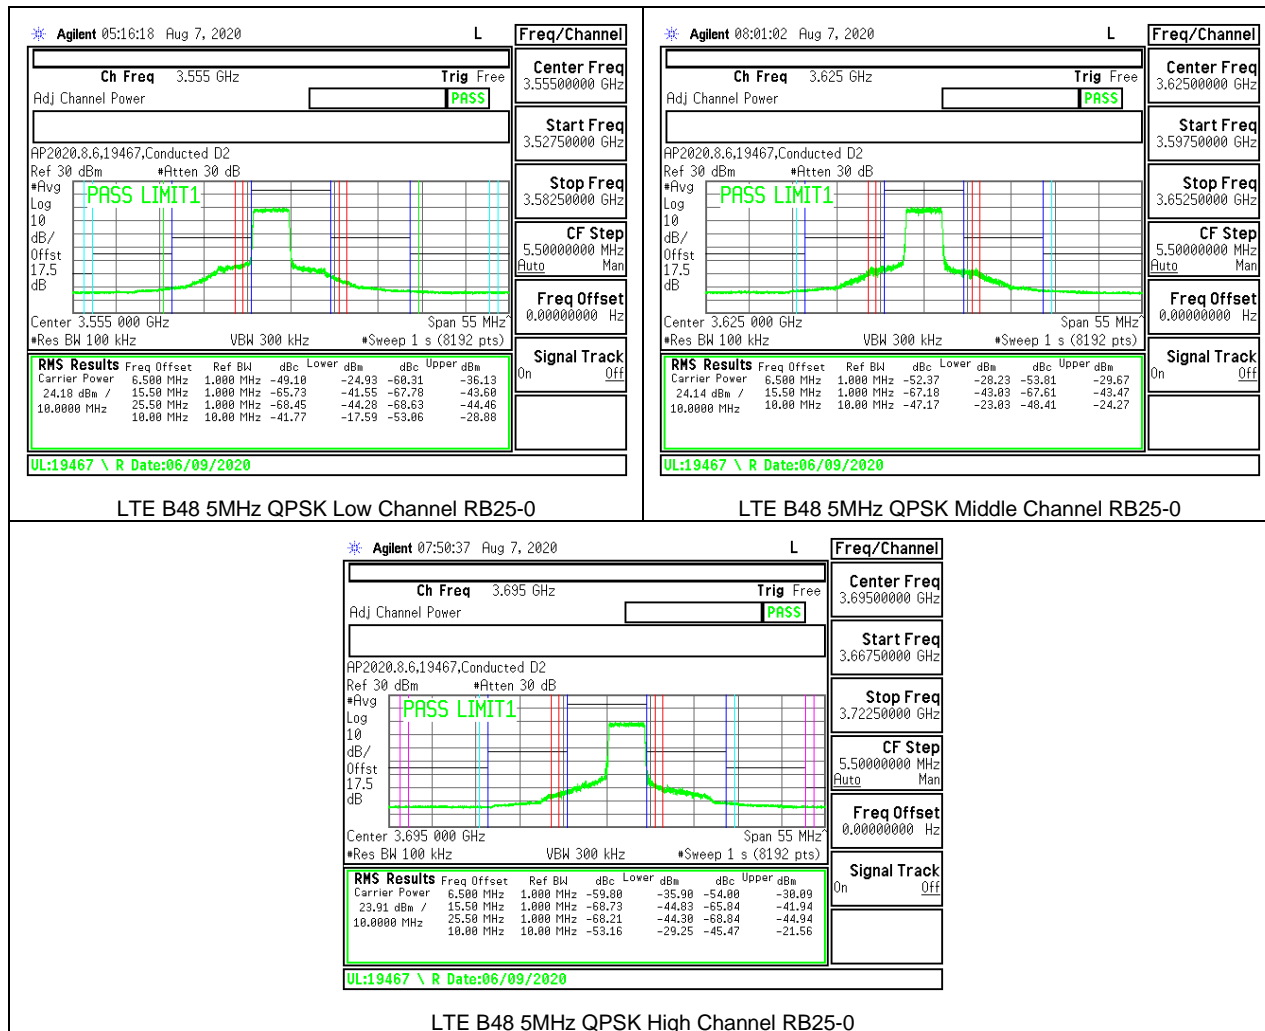 Agilent 05:16:18 Aug 7, 2020 L
Freq/Channel
Ch Freq 3.555 GHz Trig Free
Adj Channel Power PASS
Center Freq
3.55500000 GHz
Start Freq
3.52750000 GHz
Stop Freq
3.58250000 GHz
CF Step
5.50000000 MHz
Auto Man
Freq Offset
0.00000000 Hz
Signal Track
On Off
AP2020.8.6,19467,Conducted D2
Ref 30 dBm #Atten 30 dB
#Avg
Log
10
dB/
Offst
17.5
dB
PASS LIMIT1
Center 3.555 000 GHz Span 55 MHz^
#Res BW 100 kHz VBW 300 kHz #Sweep 1 s (8192 pts)
RMS Results Freq Offset Ref BW dBc Lower dBm dBc Upper dBm
Carrier Power 6.500 MHz 1.000 MHz -49.10 -24.93 -60.31 -36.13
24.18 dBm / 15.50 MHz 1.000 MHz -65.73 -41.55 -67.78 -43.60
10.0000 MHz 25.50 MHz 1.000 MHz -68.45 -44.28 -68.63 -44.46
10.00 MHz 10.00 MHz -41.77 -17.59 -53.06 -28.88
UL:19467 \ R Date:06/09/2020
LTE B48 5MHz QPSK Low Channel RB25-0
Agilent 08:01:02 Aug 7, 2020 L
Freq/Channel
Ch Freq 3.625 GHz Trig Free
Adj Channel Power PASS
Center Freq
3.62500000 GHz
Start Freq
3.59750000 GHz
Stop Freq
3.65250000 GHz
CF Step
5.50000000 MHz
Auto Man
Freq Offset
0.00000000 Hz
Signal Track
On Off
AP2020.8.6,19467,Conducted D2
Ref 30 dBm #Atten 30 dB
#Avg
Log
10
dB/
Offst
17.5
dB
PASS LIMIT1
Center 3.625 000 GHz Span 55 MHz^
#Res BW 100 kHz VBW 300 kHz #Sweep 1 s (8192 pts)
RMS Results Freq Offset Ref BW dBc Lower dBm dBc Upper dBm
Carrier Power 6.500 MHz 1.000 MHz -52.37 -28.23 -53.81 -29.67
24.14 dBm / 15.50 MHz 1.000 MHz -67.18 -43.03 -67.61 -43.47
10.0000 MHz 10.00 MHz 10.00 MHz -47.17 -23.03 -48.41 -24.27
UL:19467 \ R Date:06/09/2020
LTE B48 5MHz QPSK Middle Channel RB25-0
Agilent 07:50:37 Aug 7, 2020 L
Freq/Channel
Ch Freq 3.695 GHz Trig Free
Adj Channel Power PASS
Center Freq
3.69500000 GHz
Start Freq
3.66750000 GHz
Stop Freq
3.72250000 GHz
CF Step
5.50000000 MHz
Auto Man
Freq Offset
0.00000000 Hz
Signal Track
On Off
AP2020.8.6,19467,Conducted D2
Ref 30 dBm #Atten 30 dB
#Avg
Log
10
dB/
Offst
17.5
dB
PASS LIMIT1
Center 3.695 000 GHz Span 55 MHz^
#Res BW 100 kHz VBW 300 kHz #Sweep 1 s (8192 pts)
RMS Results Freq Offset Ref BW dBc Lower dBm dBc Upper dBm
Carrier Power 6.500 MHz 1.000 MHz -59.80 -35.90 -54.00 -30.09
23.91 dBm / 15.50 MHz 1.000 MHz -68.73 -44.83 -65.84 -41.94
10.0000 MHz 25.50 MHz 1.000 MHz -68.21 -44.30 -68.84 -44.94
10.00 MHz 10.00 MHz -53.16 -29.25 -45.47 -21.56
UL:19467 \ R Date:06/09/2020
LTE B48 5MHz QPSK High Channel RB25-0